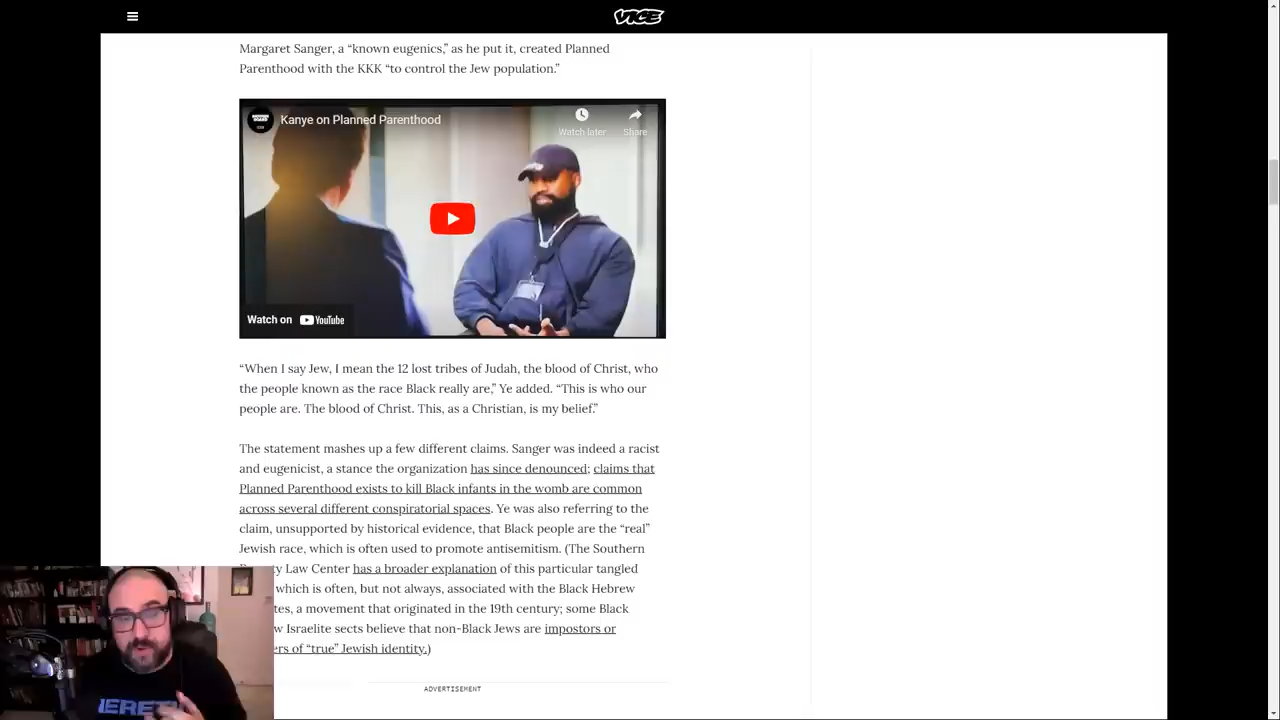 VICE
Margaret Sanger, a “known eugenics,” as he put it, created Planned
Parenthood with the KKK “to control the Jew population.”
Kanye on Planned Parenthood
Watch later
Share
Watch on YouTube
“When I say Jew, I mean the 12 lost tribes of Judah, the blood of Christ, who
the people known as the race Black really are,” Ye added. “This is who our
people are. The blood of Christ. This, as a Christian, is my belief.”
The statement mashes up a few different claims. Sanger was indeed a racist
and eugenicist, a stance the organization has since denounced; claims that
Planned Parenthood exists to kill Black infants in the womb are common
across several different conspiratorial spaces. Ye was also referring to the
claim, unsupported by historical evidence, that Black people are the “real”
Jewish race, which is often used to promote antisemitism. (The Southern
Law Center has a broader explanation of this particular tangled
which is often, but not always, associated with the Black Hebrew
a movement that originated in the 19th century; some Black
Israelite sects believe that non-Black Jews are impostors or
of “true” Jewish identity.)
ADVERTISEMENT